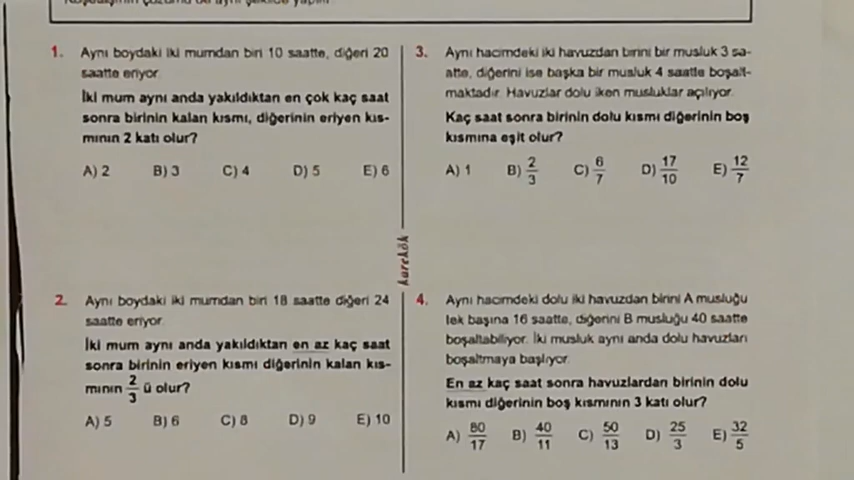 1. Aynı boydaki iki mumdan biri 10 saatte, diğeri 20
saatte eriyor.
İki mum aynı anda yakıldıktan en çok kaç saat
sonra birinin kalan kısmı, diğerinin eriyen kıs-
mının 2 katı olur?
A) 2 B) 3 C) 4 D) 5 E) 6
2. Aynı boydaki iki mumdan biri 18 saatte diğeri 24
saatte eriyor.
İki mum aynı anda yakıldıktan en az kaç saat
sonra birinin eriyen kısmı diğerinin kalan kıs-
mının 2/3 ü olur?
A) 5 B) 6 C) 8 D) 9 E) 10
karekök
3. Aynı hacimdeki iki havuzdan birini bir musluk 3 sa-
atte, diğerini ise başka bir musluk 4 saatte boşalt-
maktadır. Havuzlar dolu iken musluklar açılıyor.
Kaç saat sonra birinin dolu kısmı diğerinin boş
kısmına eşit olur?
A) 1 B) 2/3 C) 6/7 D) 17/10 E) 12/7
4. Aynı hacimdeki dolu iki havuzdan birini A musluğu
tek başına 16 saatte, diğerini B musluğu 40 saatte
boşaltabiliyor. İki musluk aynı anda dolu havuzları
boşaltmaya başlıyor.
En az kaç saat sonra havuzlardan birinin dolu
kısmı diğerinin boş kısmının 3 katı olur?
A) 80/17 B) 40/11 C) 50/13 D) 25/3 E) 32/5